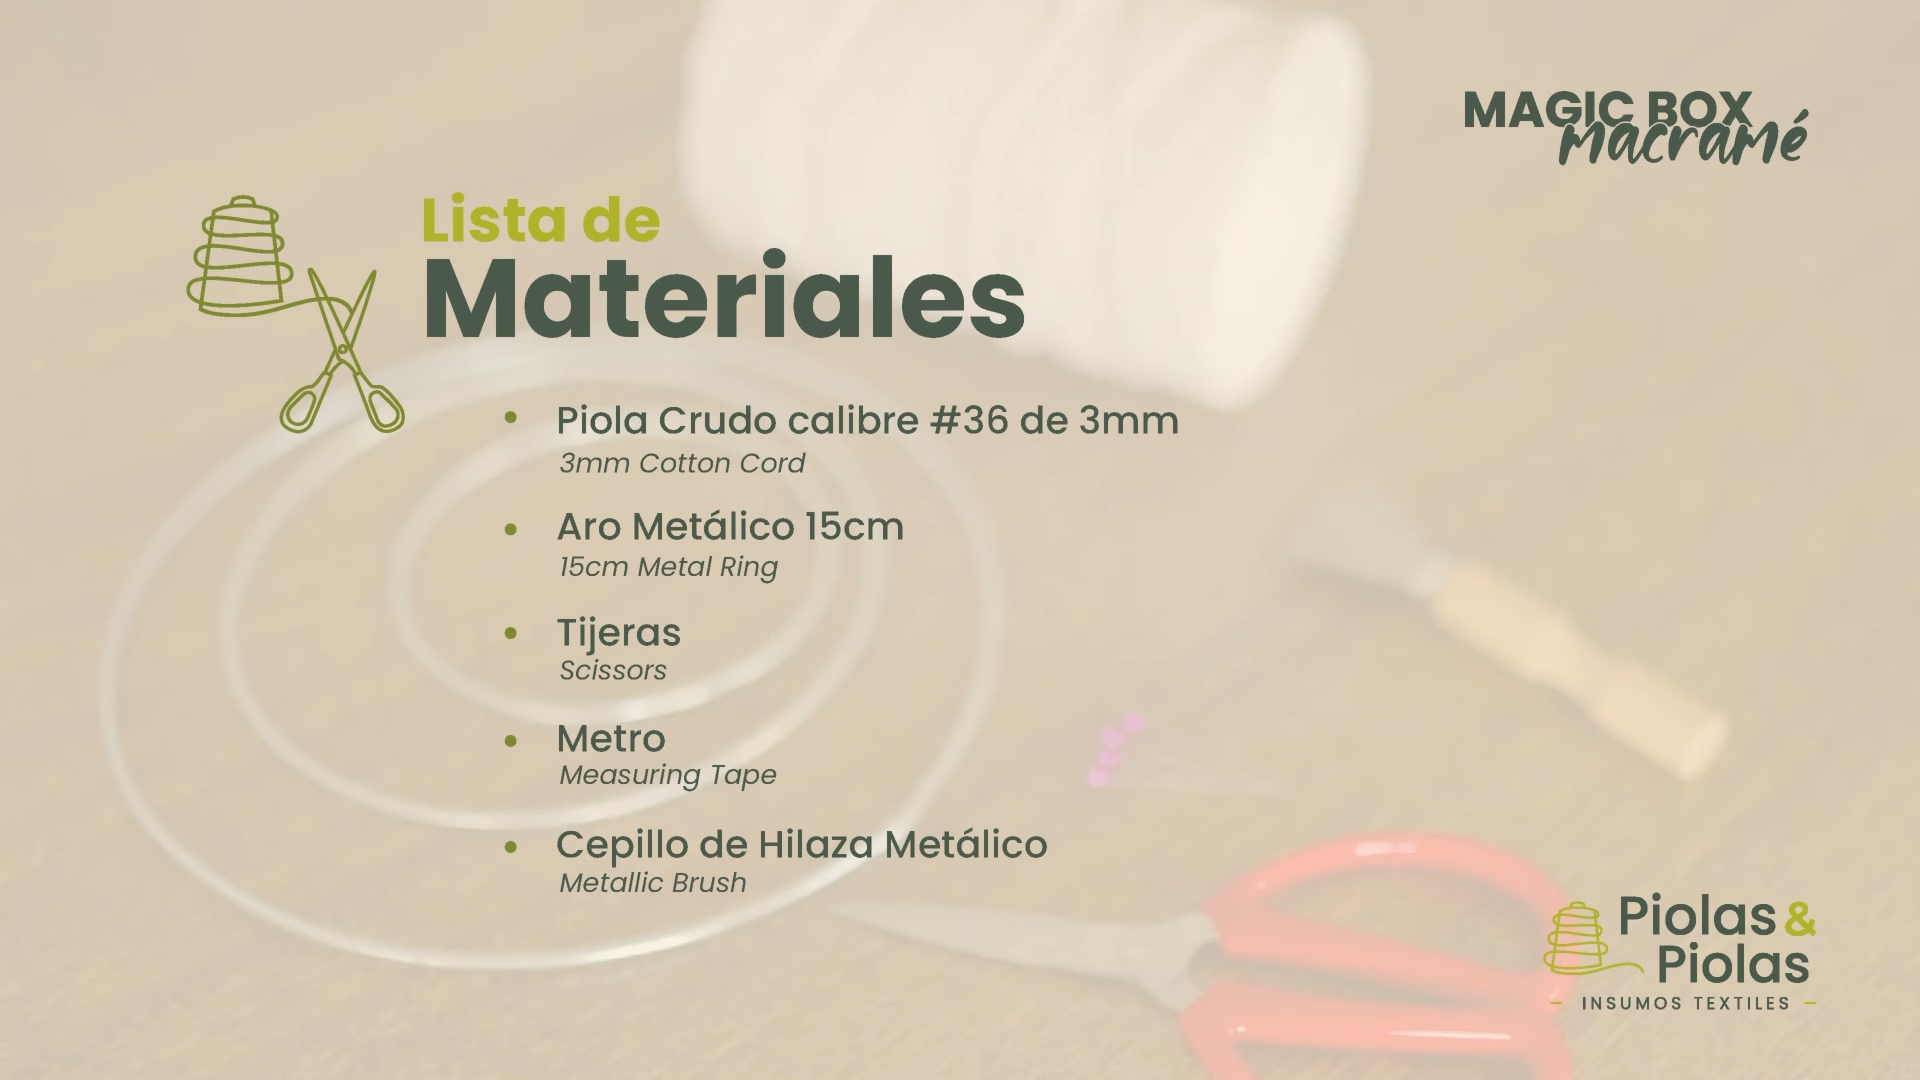 MAGIC BOX
macramé
Lista de
Materiales
• Piola Crudo calibre #36 de 3mm
3mm Cotton Cord
• Aro Metálico 15cm
15cm Metal Ring
• Tijeras
Scissors
• Metro
Measuring Tape
• Cepillo de Hilaza Metálico
Metallic Brush
Piolas &
Piolas
- INSUMOS TEXTILES -